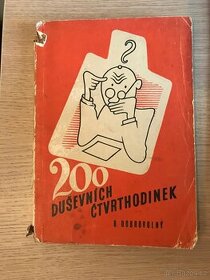 ?
200
DUŠEVNÍCH
ČTVRTHODINEK
B. DOBROVOLNÝ